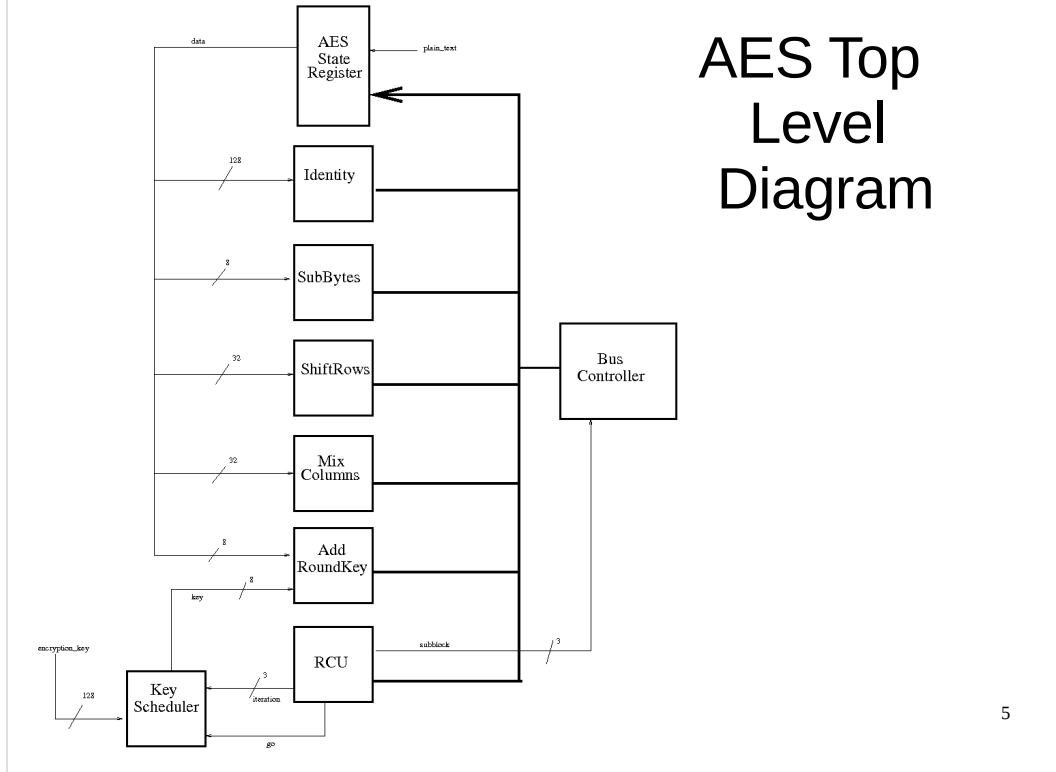 AES Top
Level
Diagram
data
AES
State
Register
plain_text
128
Identity
8
SubBytes
32
ShiftRows
Bus
Controller
32
Mix
Columns
8
Add
RoundKey
8
key
encryption_key
RCU
subblock
3
128
Key
Scheduler
3
iteration
go
5